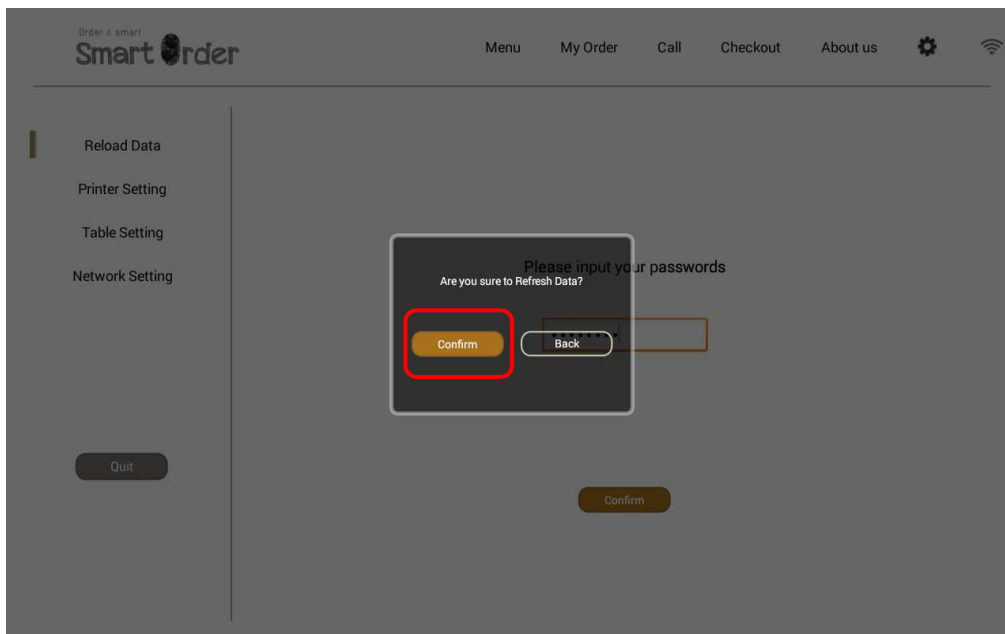 Order it smart
Smart Order
Menu My Order Call Checkout About us
Reload Data
Printer Setting
Table Setting
Network Setting
Quit
Please input your passwords
Confirm
Are you sure to Refresh Data?
Confirm Back